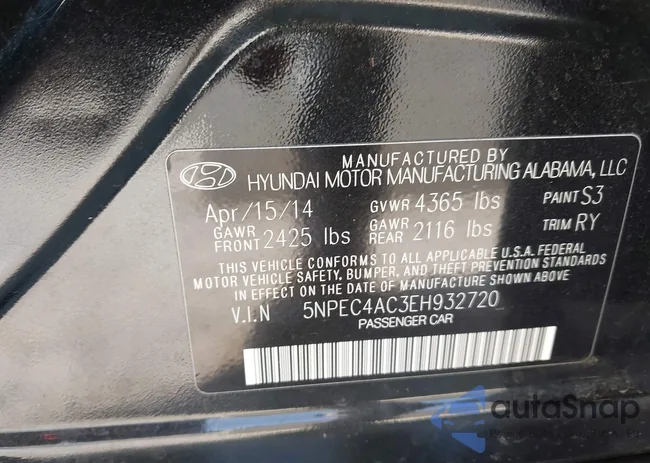 MANUFACTURED BY
HYUNDAI MOTOR MANUFACTURING ALABAMA, LLC
Apr/15/14 GVWR 4365 lbs PAINT S3
GAWR FRONT 2425 lbs GAWR REAR 2116 lbs TRIM RY
THIS VEHICLE CONFORMS TO ALL APPLICABLE U.S.A. FEDERAL
MOTOR VEHICLE SAFETY, BUMPER, AND THEFT PREVENTION STANDARDS
IN EFFECT ON THE DATE OF MANUFACTURE SHOWN ABOVE.
V.I.N 5NPEC4AC3EH932720
PASSENGER CAR
autoSnap